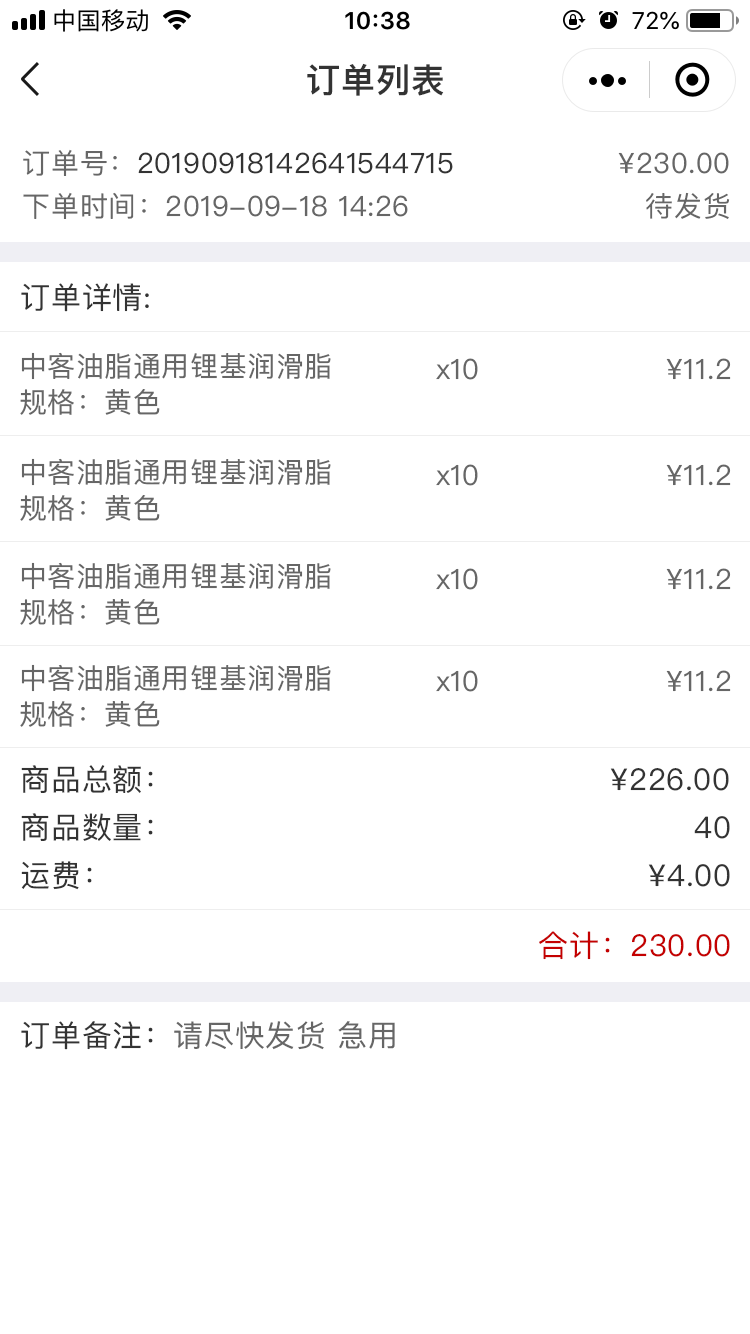 中国移动 10:38 72%
订单列表
订单号：20190918142641544715 ¥230.00
下单时间：2019-09-18 14:26 待发货
订单详情:
中客油脂通用锂基润滑脂 x10 ¥11.2
规格：黄色
中客油脂通用锂基润滑脂 x10 ¥11.2
规格：黄色
中客油脂通用锂基润滑脂 x10 ¥11.2
规格：黄色
中客油脂通用锂基润滑脂 x10 ¥11.2
规格：黄色
商品总额： ¥226.00
商品数量： 40
运费： ¥4.00
合计：230.00
订单备注：请尽快发货 急用